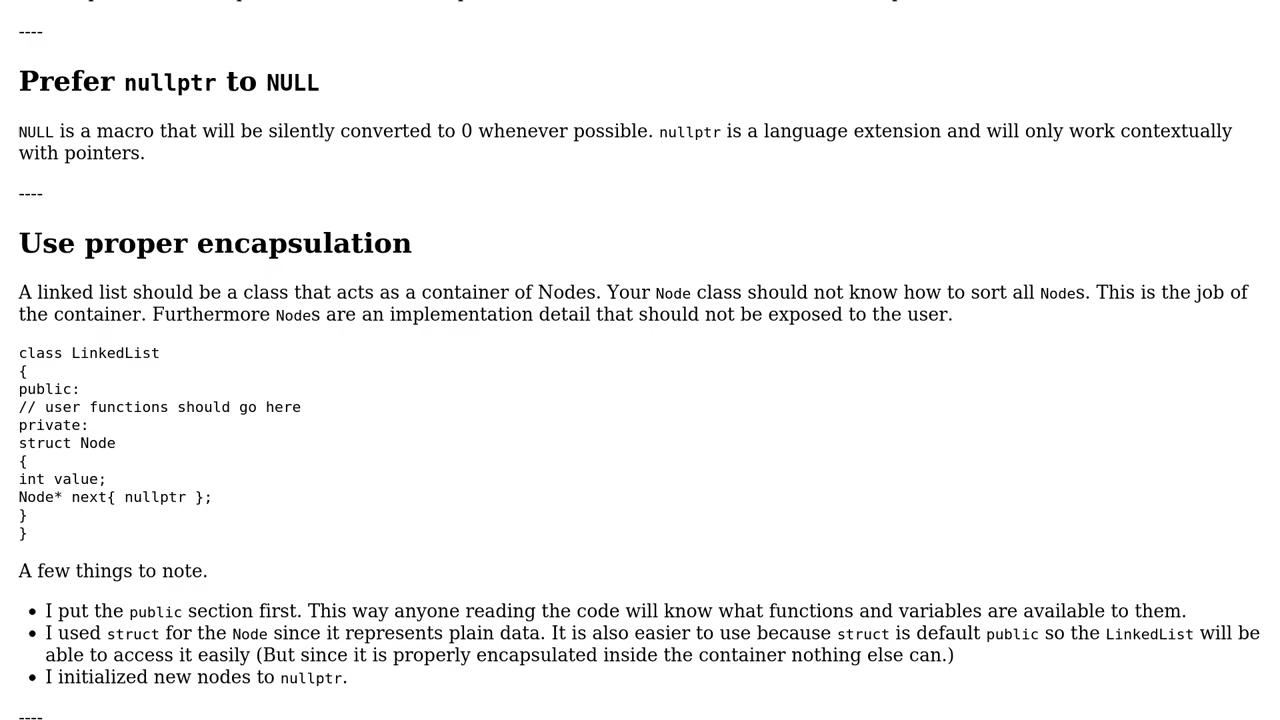 ----
Prefer nullptr to NULL
NULL is a macro that will be silently converted to 0 whenever possible. nullptr is a language extension and will only work contextually
with pointers.
----
Use proper encapsulation
A linked list should be a class that acts as a container of Nodes. Your Node class should not know how to sort all Nodes. This is the job of
the container. Furthermore Nodes are an implementation detail that should not be exposed to the user.
class LinkedList
{
public:
// user functions should go here
private:
struct Node
{
int value;
Node* next{ nullptr };
}
}
A few things to note.
• I put the public section first. This way anyone reading the code will know what functions and variables are available to them.
• I used struct for the Node since it represents plain data. It is also easier to use because struct is default public so the LinkedList will be
able to access it easily (But since it is properly encapsulated inside the container nothing else can.)
• I initialized new nodes to nullptr.
----